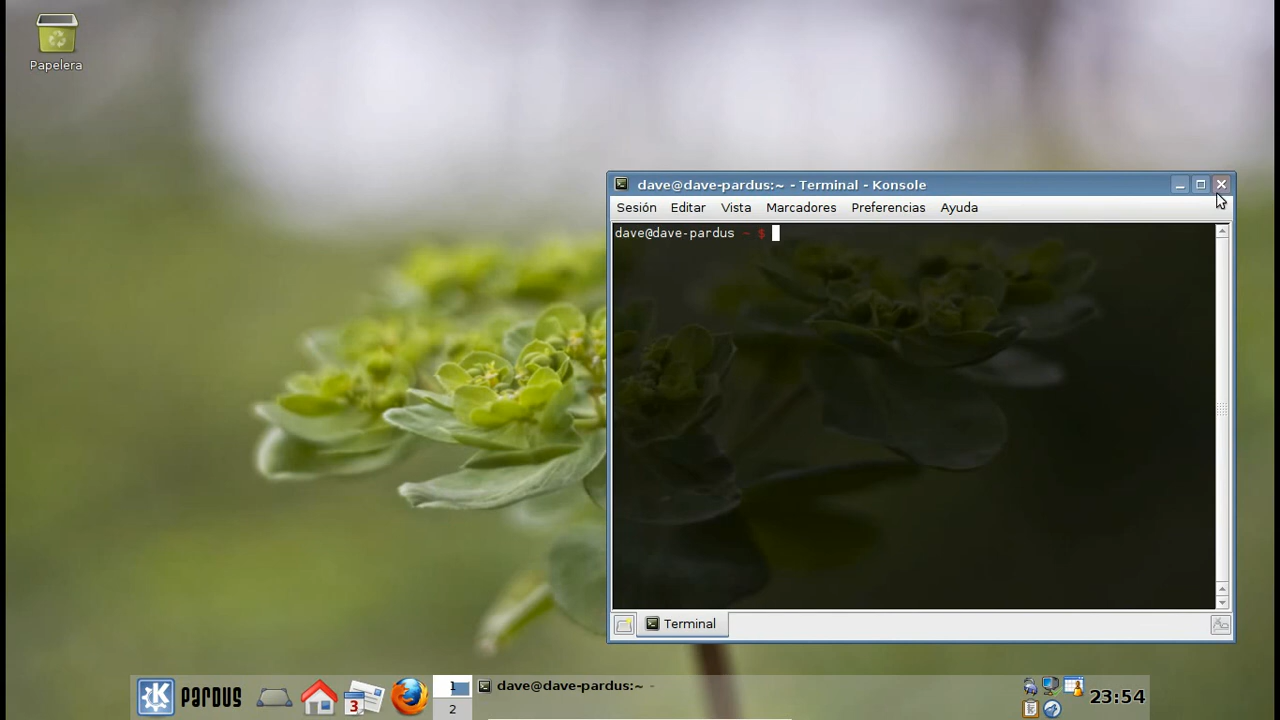 Papelera
dave@dave-pardus:~ - Terminal - Konsole
Sesión Editar Vista Marcadores Preferencias Ayuda
dave@dave-pardus ~ $
Terminal
PARDUS
3
1
2
dave@dave-pardus:~ -
23:54